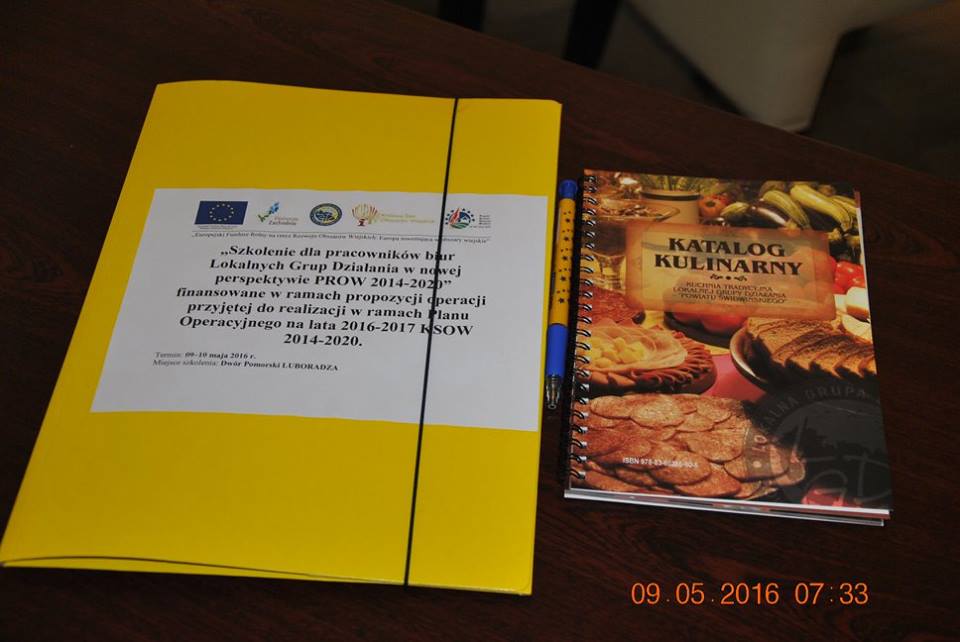 „Europejski Fundusz Rolny na rzecz Rozwoju Obszarów Wiejskich: Europa inwestująca w obszary wiejskie"
„Szkolenie dla pracowników biur
Lokalnych Grup Działania w nowej
perspektywie PROW 2014-2020"
finansowane w ramach propozycji operacji
przyjętej do realizacji w ramach Planu
Operacyjnego na lata 2016-2017 KSOW
2014-2020.
Termin: 09-10 maja 2016 r.
Miejsce szkolenia: Dwór Pomorski LUBORADZA
KATALOG
KULINARNY
KUCHNIA TRADYCYJNA
LOKALNEJ GRUPY DZIAŁANIA
"POWIATU ŚWIDWIŃSKIEGO"
LOKALNA GRUPA
ISBN
09.05.2016 07:33